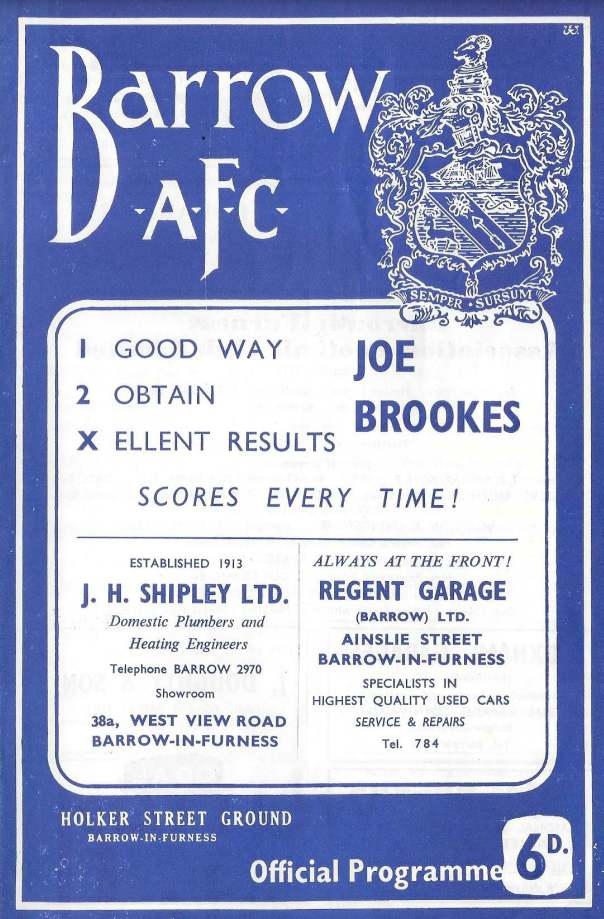 Barrow
A·F·C
SEMPER · SURSUM
1 GOOD WAY
2 OBTAIN
X ELLENT RESULTS
JOE
BROOKES
SCORES EVERY TIME!
ESTABLISHED 1913
J. H. SHIPLEY LTD.
Domestic Plumbers and
Heating Engineers
Telephone BARROW 2970
Showroom
38a, WEST VIEW ROAD
BARROW-IN-FURNESS
ALWAYS AT THE FRONT!
REGENT GARAGE
(BARROW) LTD.
AINSLIE STREET
BARROW-IN-FURNESS
SPECIALISTS IN
HIGHEST QUALITY USED CARS
SERVICE & REPAIRS
Tel. 784
HOLKER STREET GROUND
BARROW-IN-FURNESS
Official Programme
6D.